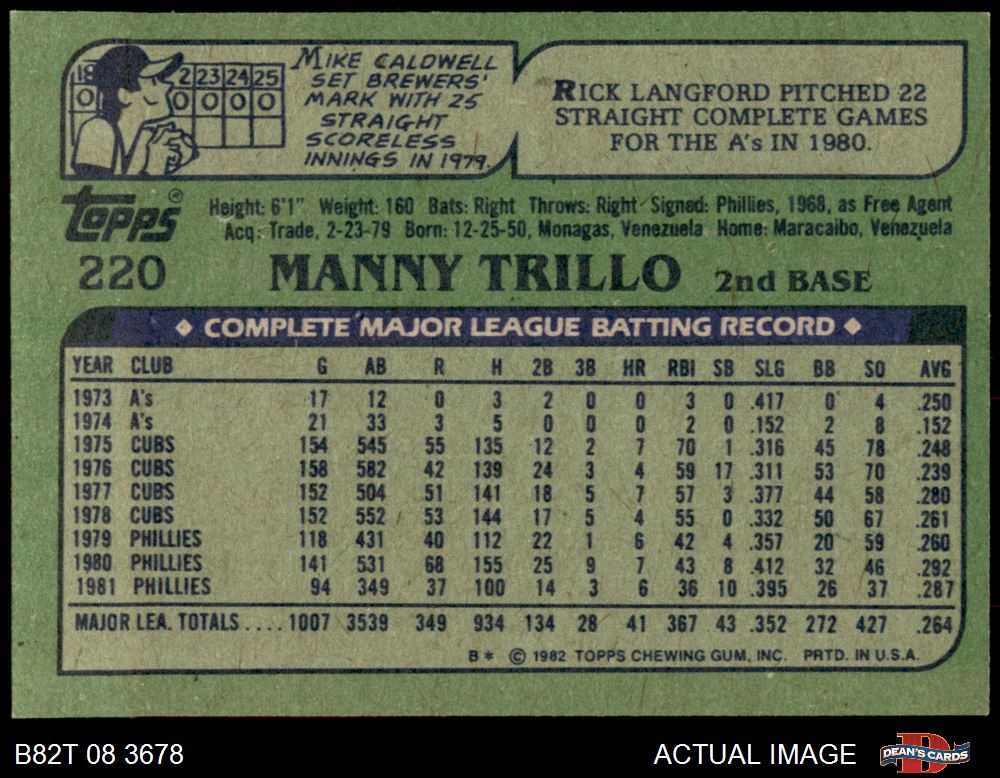 18 2 23 24 25
0 0 0 0 0
MIKE CALDWELL
SET BREWERS'
MARK WITH 25
STRAIGHT
SCORELESS
INNINGS IN 1979.
RICK LANGFORD PITCHED 22
STRAIGHT COMPLETE GAMES
FOR THE A's IN 1980.
Topps®
Height: 6'1" Weight: 160 Bats: Right Throws: Right Signed: Phillies, 1968, as Free Agent
Acq: Trade, 2-23-79 Born: 12-25-50, Monagas, Venezuela Home: Maracaibo, Venezuela
220 MANNY TRILLO 2nd BASE
◆ COMPLETE MAJOR LEAGUE BATTING RECORD ◆
YEAR CLUB G AB R H 2B 3B HR RBI SB SLG BB SO AVG
1973 A's 17 12 0 3 2 0 0 3 0 .417 0 4 .250
1974 A's 21 33 3 5 0 0 0 2 0 .152 2 8 .152
1975 CUBS 154 545 55 135 12 2 7 70 1 .316 45 78 .248
1976 CUBS 158 582 42 139 24 3 4 59 17 .311 53 70 .239
1977 CUBS 152 504 51 141 18 5 7 57 3 .377 44 58 .280
1978 CUBS 152 552 53 144 17 5 4 55 0 .332 50 67 .261
1979 PHILLIES 118 431 40 112 22 1 6 42 4 .357 20 59 .260
1980 PHILLIES 141 531 68 155 25 9 7 43 8 .412 32 46 .292
1981 PHILLIES 94 349 37 100 14 3 6 36 10 .395 26 37 .287
MAJOR LEA. TOTALS .... 1007 3539 349 934 134 28 41 367 43 .352 272 427 .264
B* © 1982 TOPPS CHEWING GUM, INC. PRTD. IN U.S.A.
B82T 08 3678 ACTUAL IMAGE D DEAN'S CARDS